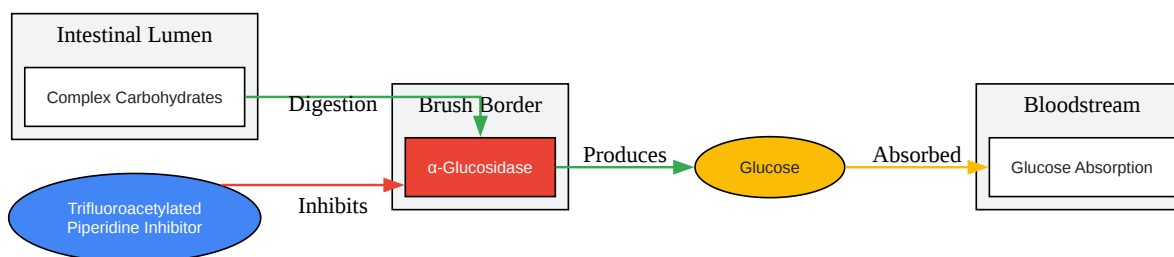 Intestinal Lumen
Complex Carbohydrates
Digestion
Brush Border
α-Glucosidase
Produces
Glucose
Absorbed
Bloodstream
Glucose Absorption
Inhibits
Trifluoroacetylated
Piperidine Inhibitor